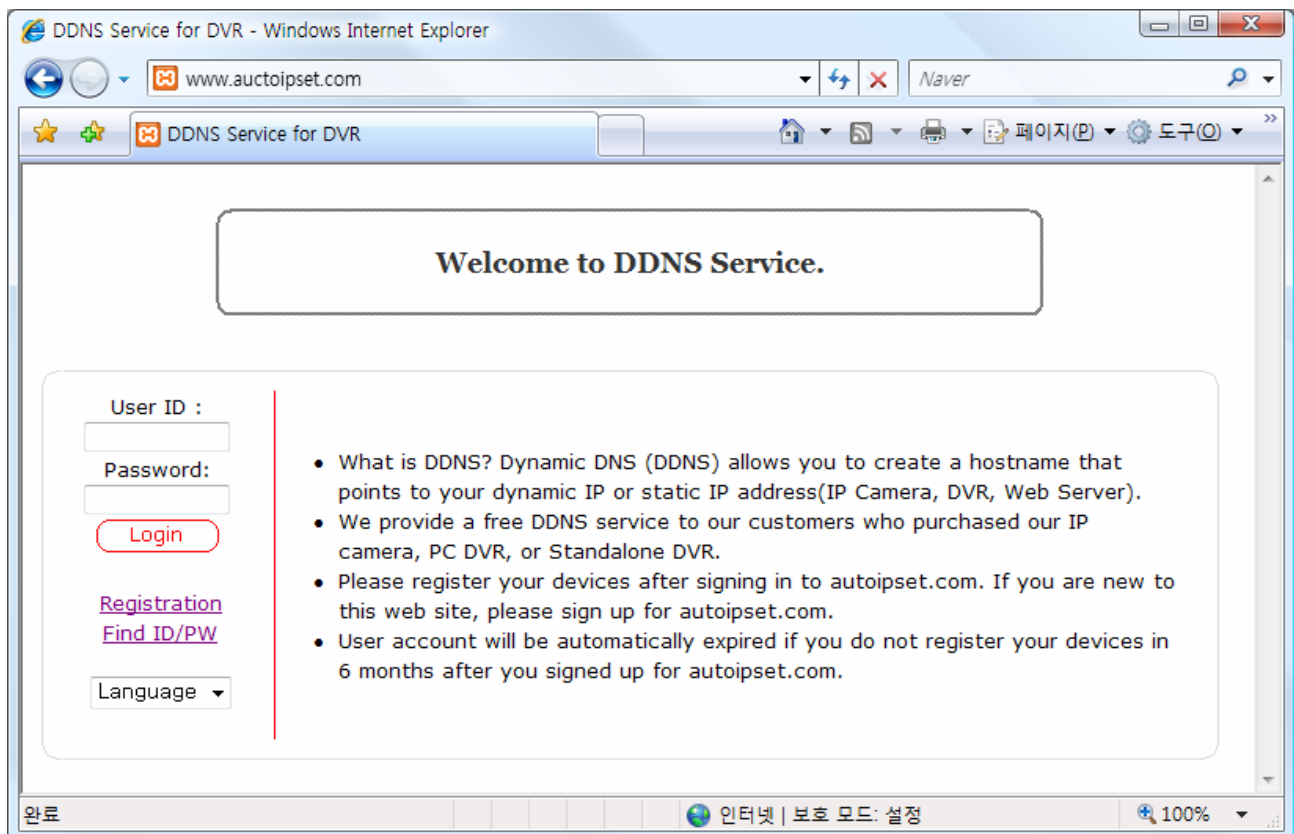 DDNS Service for DVR - Windows Internet Explorer
www.auctoipset.com
Naver
DDNS Service for DVR
페이지(P)
도구(O)
Welcome to DDNS Service.
User ID :
Password:
Login
Registration
Find ID/PW
Language
• What is DDNS? Dynamic DNS (DDNS) allows you to create a hostname that
points to your dynamic IP or static IP address(IP Camera, DVR, Web Server).
• We provide a free DDNS service to our customers who purchased our IP
camera, PC DVR, or Standalone DVR.
• Please register your devices after signing in to autoipset.com. If you are new to
this web site, please sign up for autoipset.com.
• User account will be automatically expired if you do not register your devices in
6 months after you signed up for autoipset.com.
완료
인터넷 | 보호 모드: 설정
100%